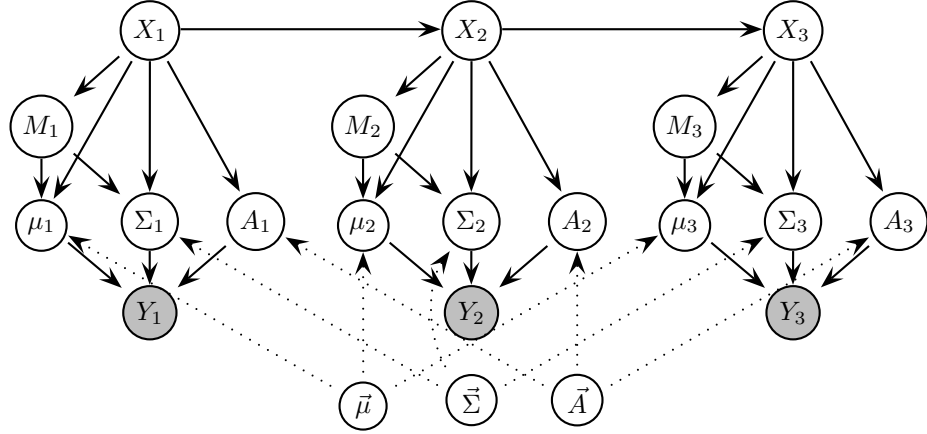 X₁ X₂ X₃
M₁ M₂ M₃
μ₁ Σ₁ A₁ μ₂ Σ₂ A₂ μ₃ Σ₃ A₃
Y₁ Y₂ Y₃
μ⃗ Σ⃗ A⃗